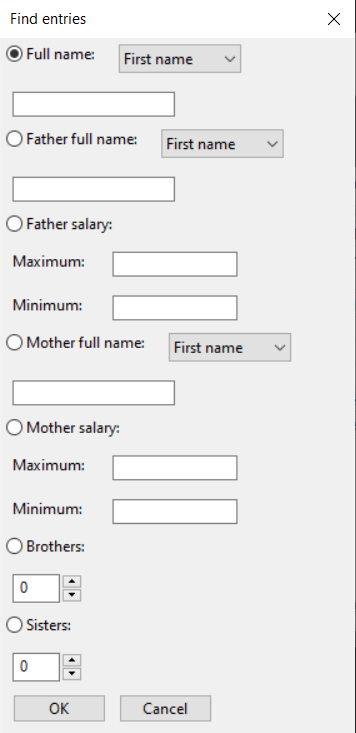 Find entries
Full name: First name
Father full name: First name
Father salary:
Maximum:
Minimum:
Mother full name: First name
Mother salary:
Maximum:
Minimum:
Brothers:
0
Sisters:
0
OK Cancel